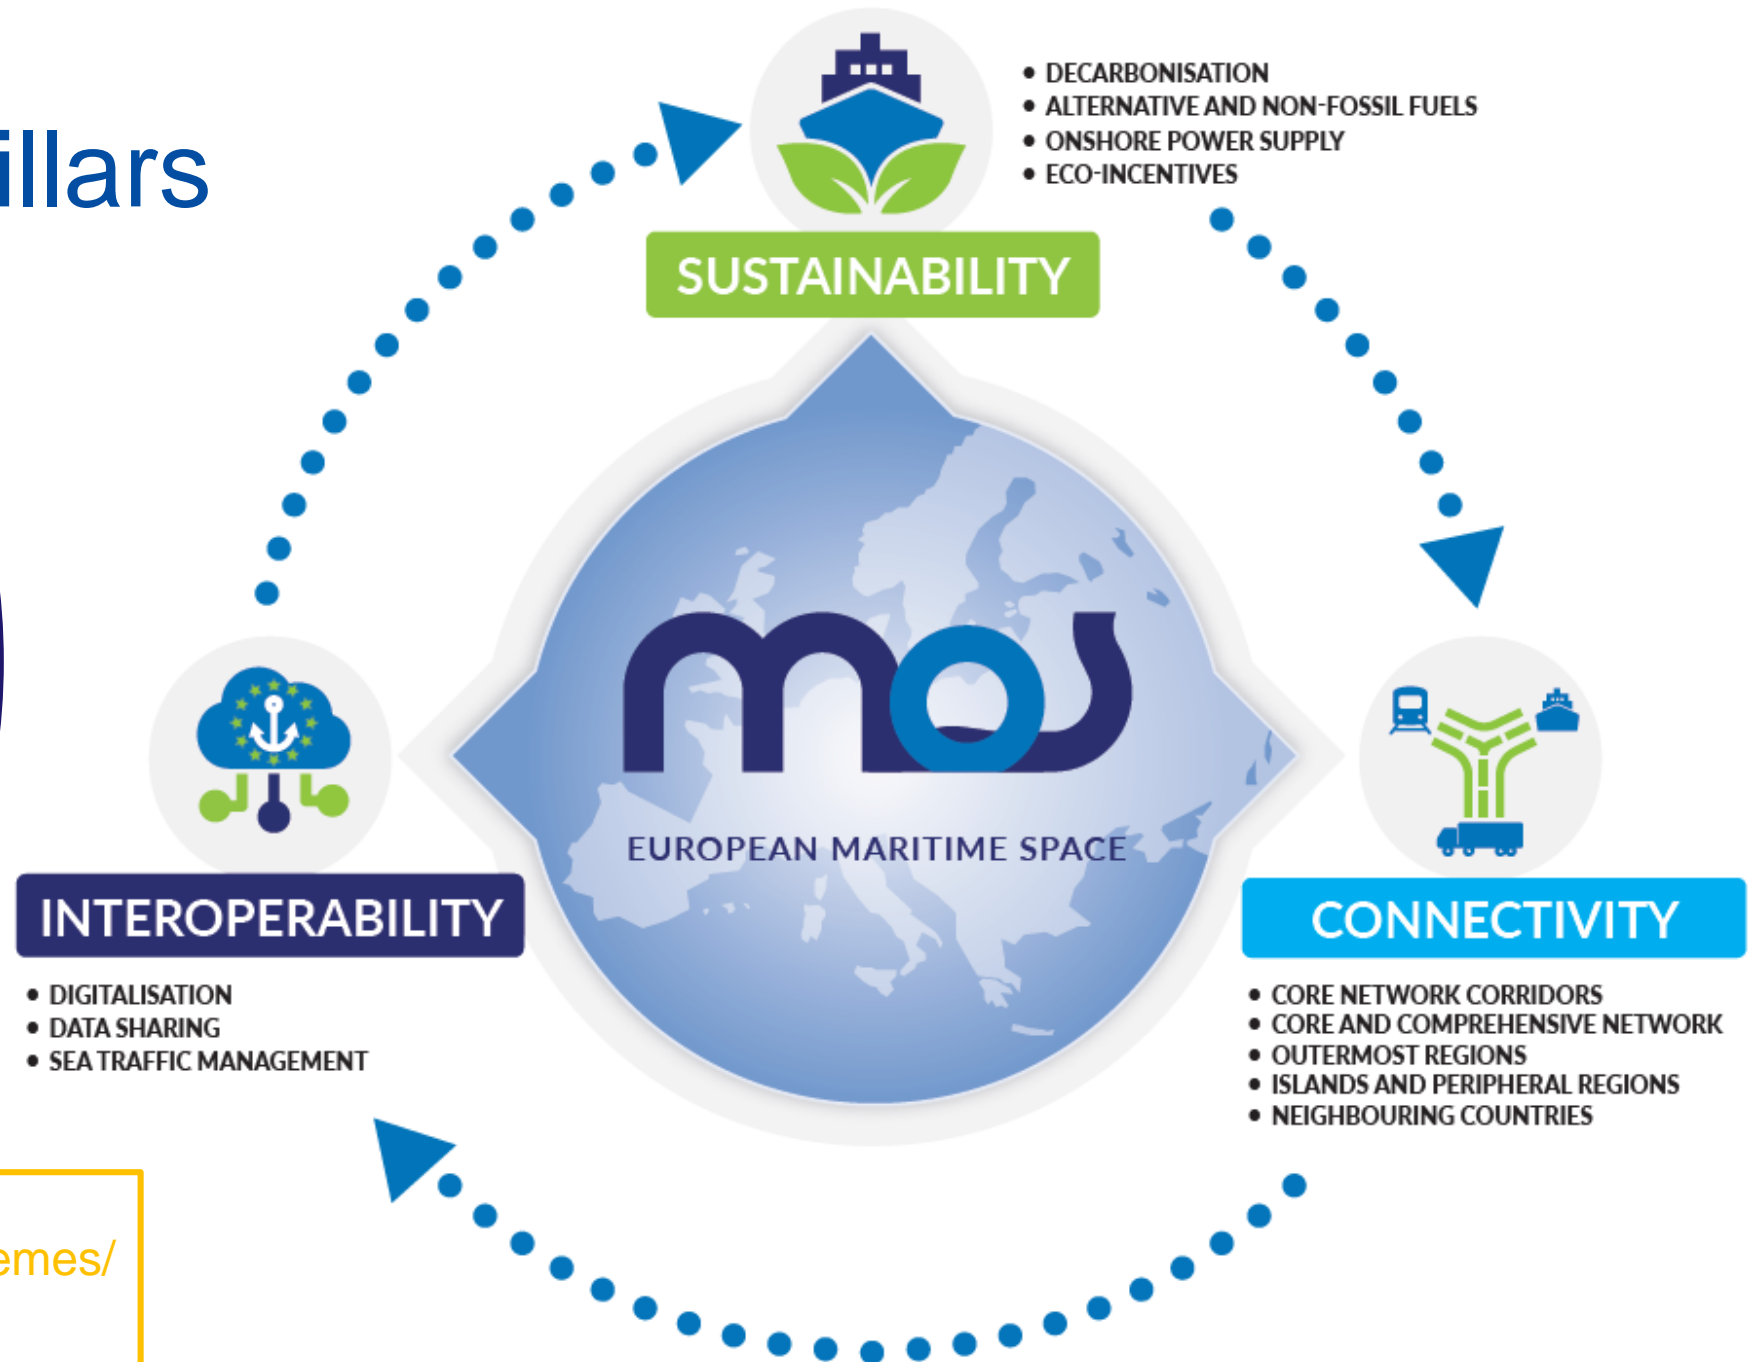 illars
• DECARBONISATION
• ALTERNATIVE AND NON-FOSSIL FUELS
• ONSHORE POWER SUPPLY
• ECO-INCENTIVES
SUSTAINABILITY
mos
EUROPEAN MARITIME SPACE
INTEROPERABILITY
• DIGITALISATION
• DATA SHARING
• SEA TRAFFIC MANAGEMENT
CONNECTIVITY
• CORE NETWORK CORRIDORS
• CORE AND COMPREHENSIVE NETWORK
• OUTERMOST REGIONS
• ISLANDS AND PERIPHERAL REGIONS
• NEIGHBOURING COUNTRIES
emes/